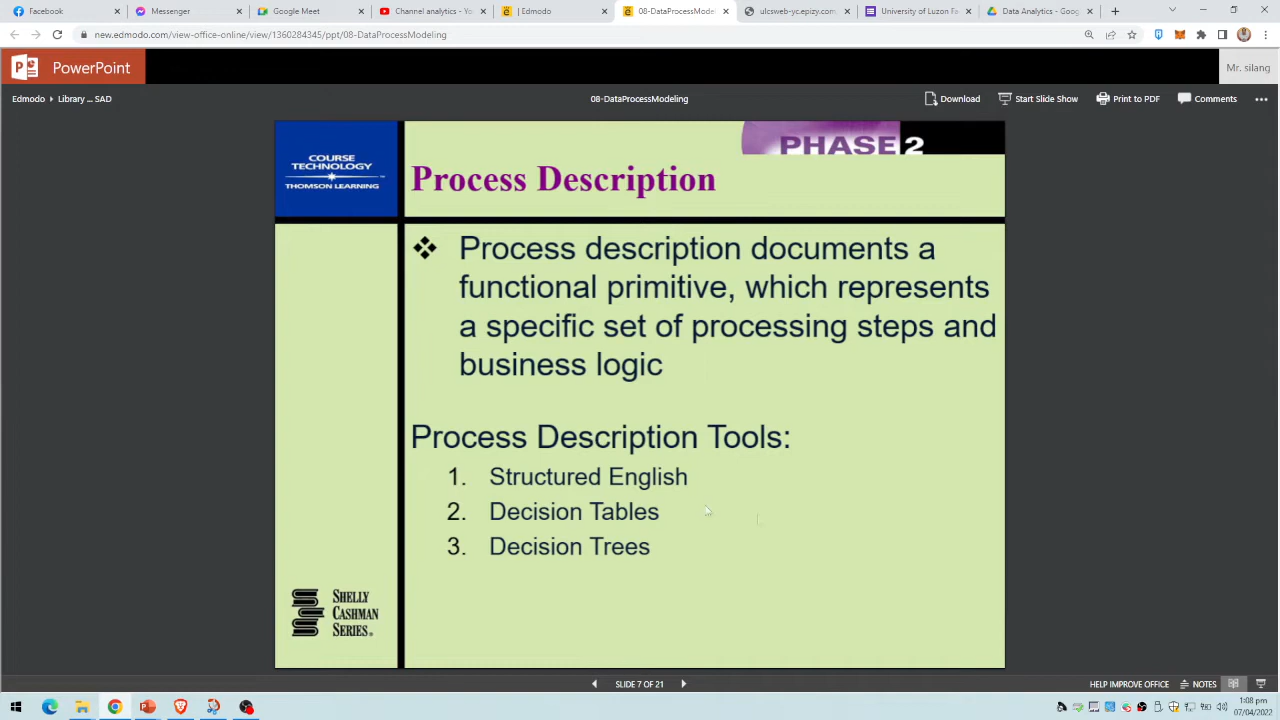 Facebook
Messenger
Google Meet
Channel analytics - Yo
| Edmodo
08-DataProcessModel
ulcsweb-ycepizy.com
University of Luzon F
Data Analytics - Goog
new.edmodo.com/view-office-online/view/1360284345/ppt/08-DataProcessModeling
PowerPoint
Mr. silang
Edmodo
Library ... SAD
08-DataProcessModeling
Download
Start Slide Show
Print to PDF
Comments
COURSE
TECHNOLOGY
THOMSON LEARNING
PHASE 2
Process Description
Process description documents a
functional primitive, which represents
a specific set of processing steps and
business logic
Process Description Tools:
1. Structured English
2. Decision Tables
3. Decision Trees
SHELLY
CASHMAN
SERIES®
SLIDE 7 OF 21
HELP IMPROVE OFFICE
NOTES
1:08 pm
07/04/2022